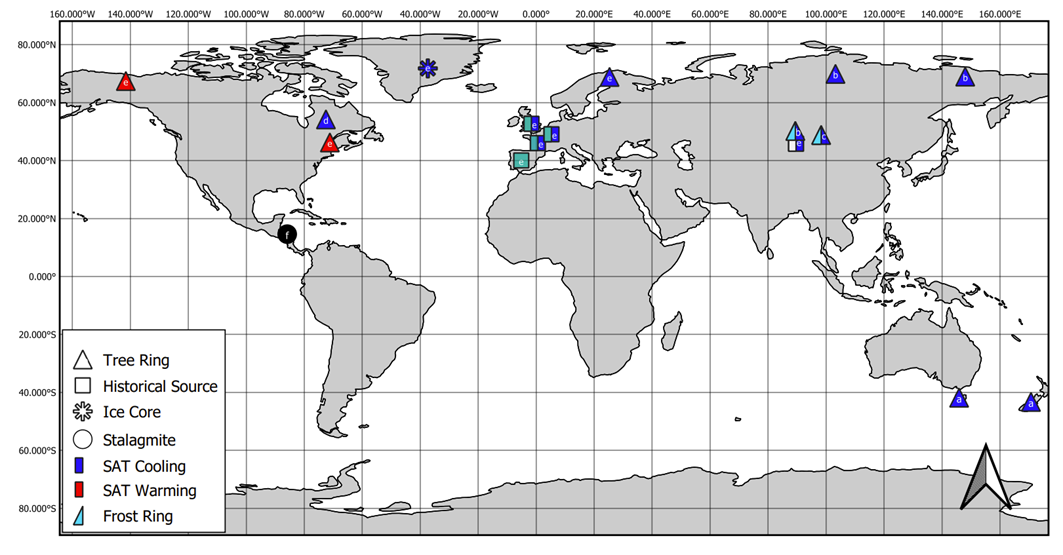 160.000°W 140.000°W 120.000°W 100.000°W 80.000°W 60.000°W 40.000°W 20.000°W 0.000° 20.000°E 40.000°E 60.000°E 80.000°E 100.000°E 120.000°E 140.000°E 160.000°E
80.000°N
e
e
e
b
b
60.000°N
d
e
b
e
c
e
e
e
40.000°N
e
20.000°N
f
0.000°
20.000°S
40.000°S
a
a
60.000°S
80.000°S
Tree Ring
Historical Source
Ice Core
Stalagmite
SAT Cooling
SAT Warming
Frost Ring